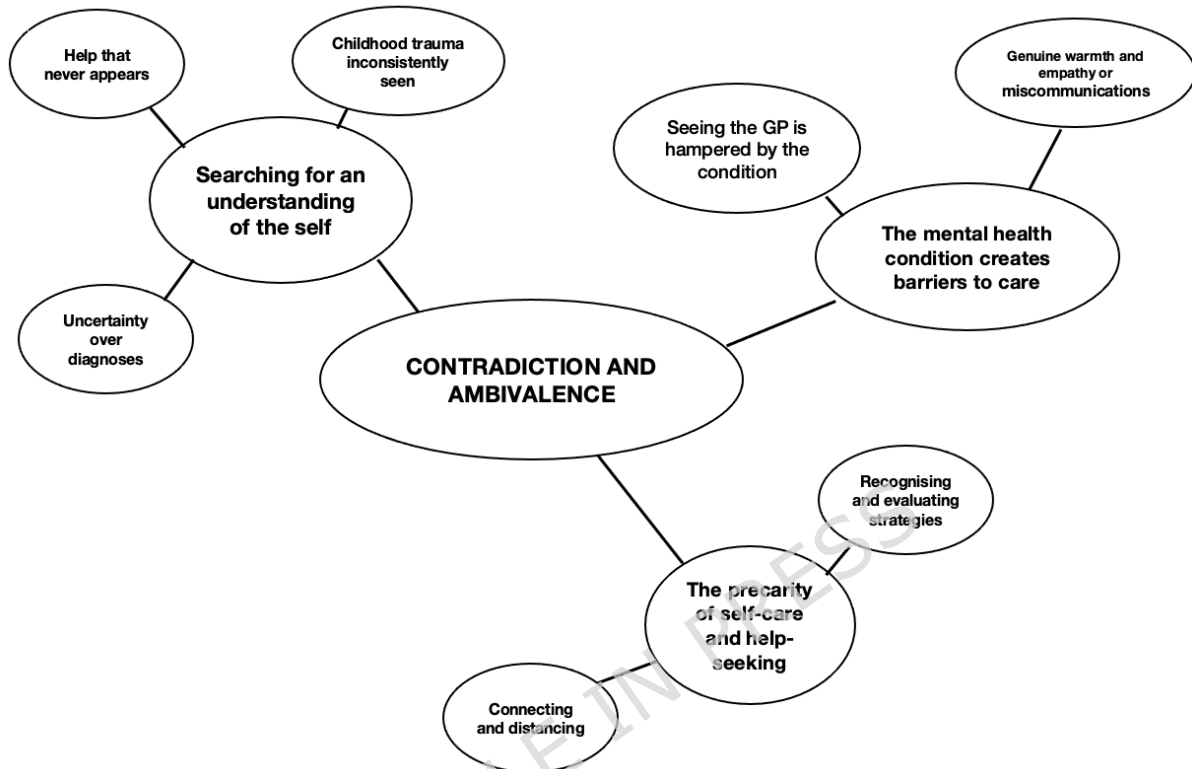 Help that
never appears
Childhood trauma
inconsistently
seen
Searching for an
understanding
of the self
Uncertainty
over
diagnoses
Genuine warmth and
empathy or
miscommunications
Seeing the GP is
hampered by the
condition
The mental health
condition creates
barriers to care
CONTRADICTION AND
AMBIVALENCE
Recognising
and evaluating
strategies
The precarity
of self-care
and help-
seeking
Connecting
and distancing
LE IN PRESS